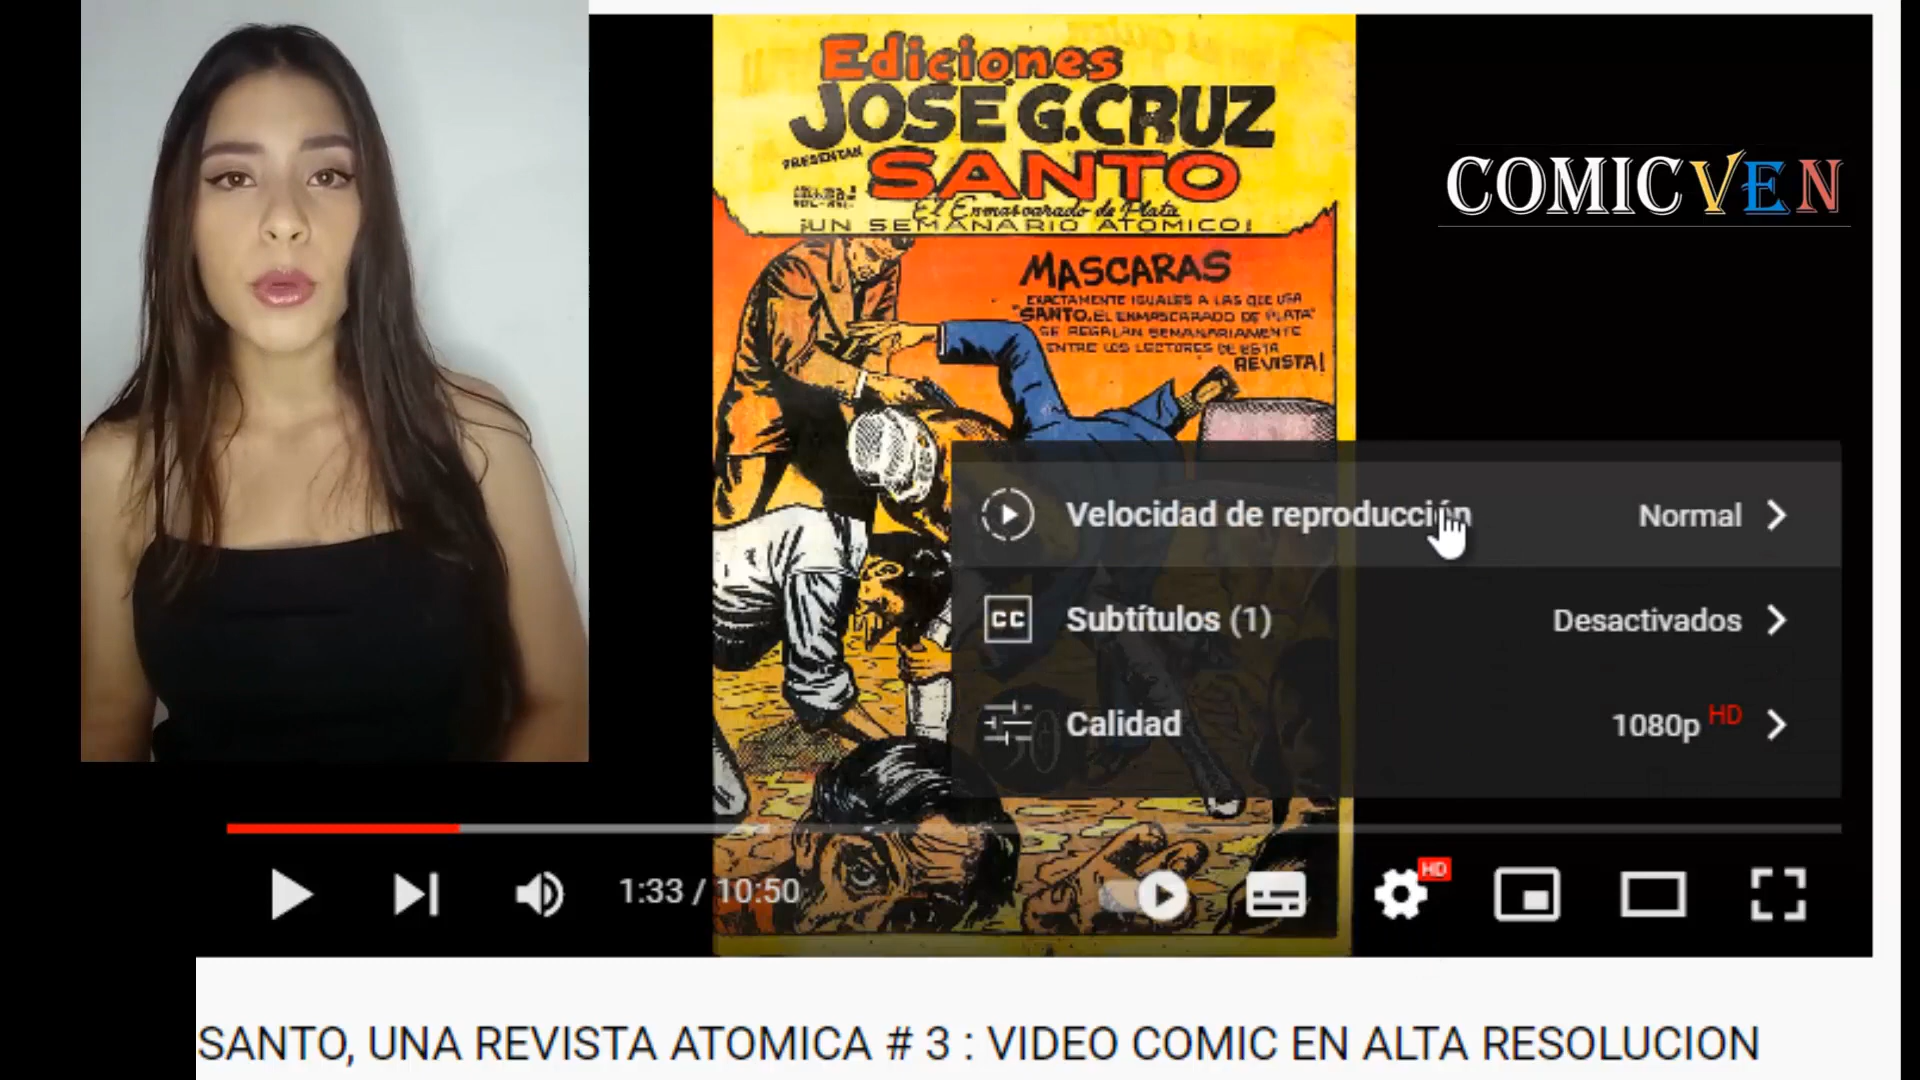 Ediciones
JOSE G. CRUZ
PRESENTAN
SANTO
El Enmascarado de Plata
¡UN SEMANARIO ATOMICO!
COMICVEN
MASCARAS
EXACTAMENTE IGUALES A LAS QUE USA
"SANTO, EL ENMASCARADO DE PLATA"
SE REGALAN SEMANARIAMENTE
ENTRE LOS LECTORES DE ESTA
REVISTA!
Velocidad de reproducción Normal
CC Subtítulos (1) Desactivados
Calidad 1080p HD
1:33 / 10:50
HD
SANTO, UNA REVISTA ATOMICA # 3 : VIDEO COMIC EN ALTA RESOLUCION